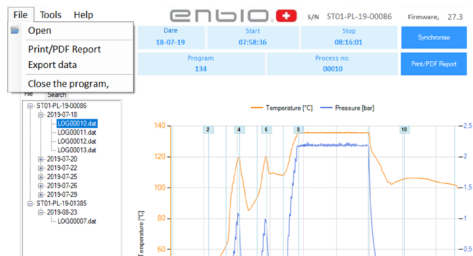 File Tools Help
enbio
S/N ST01-PL-19-00086 Firmware, 27.3
Open
Print/PDF Report
Export data
Close the program,
Date
18-07-19
Start
07:58:36
Stop
08:16:01
Synchronise
Program
134
Process no.
00010
Print/PDF Report
File Search
ST01-PL-19-00086
2019-07-18
LOG00010.dat
LOG00011.dat
LOG00012.dat
LOG00013.dat
2019-07-20
2019-07-22
2019-07-25
2019-07-26
2019-07-29
ST01-PL-19-01385
2019-08-23
LOG00007.dat
Temperature [°C] Pressure [bar]
2 4 6 8 10
140
120
100
80
60
Temperature [°C]
2,5
2
1,5
1
0,5